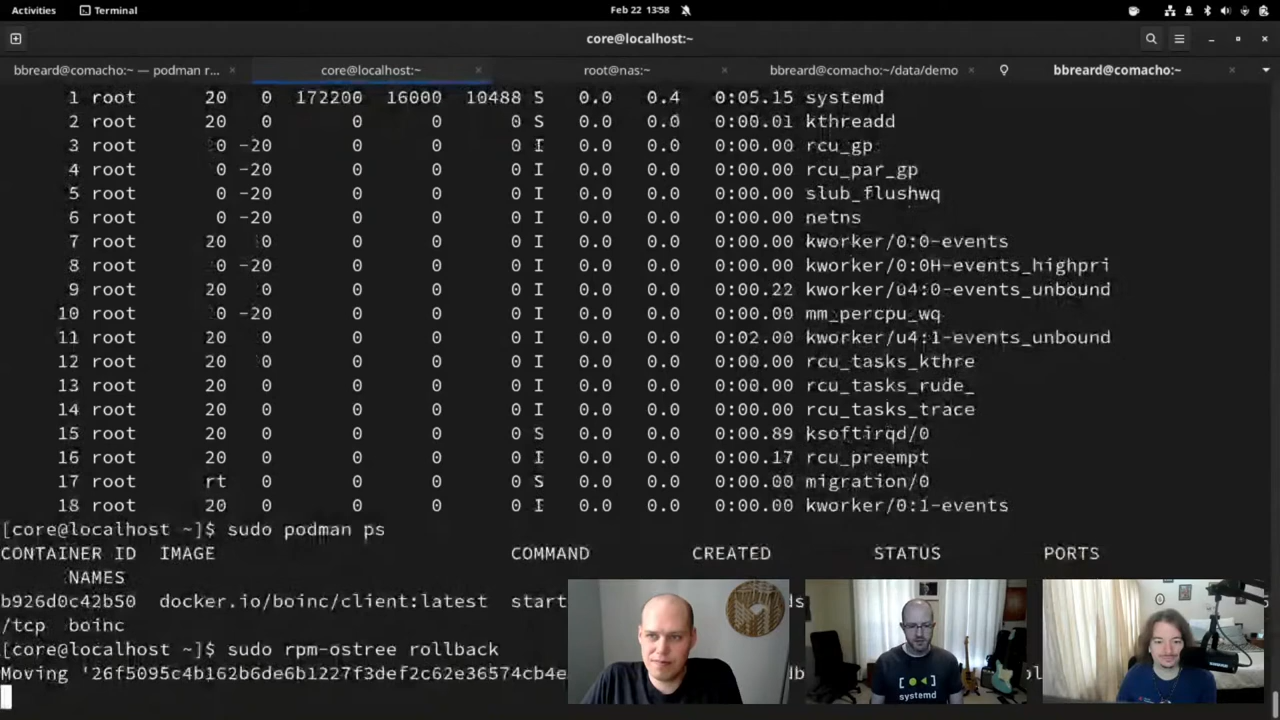 Activities Terminal Feb 22 13:58
core@localhost:~
bbreard@comacho:~ — podman r... × core@localhost:~ × root@nas:~ × bbreard@comacho:~/data/demo × bbreard@comacho:~ ×
1 root 20 0 172200 16000 10488 S 0.0 0.4 0:05.15 systemd
2 root 20 0 0 0 0 S 0.0 0.0 0:00.01 kthreadd
3 root 0 -20 0 0 0 I 0.0 0.0 0:00.00 rcu_gp
4 root 0 -20 0 0 0 I 0.0 0.0 0:00.00 rcu_par_gp
5 root 0 -20 0 0 0 I 0.0 0.0 0:00.00 slub_flushwq
6 root 0 -20 0 0 0 I 0.0 0.0 0:00.00 netns
7 root 20 0 0 0 0 I 0.0 0.0 0:00.00 kworker/0:0-events
8 root 0 -20 0 0 0 I 0.0 0.0 0:00.00 kworker/0:0H-events_highpri
9 root 20 0 0 0 0 I 0.0 0.0 0:00.22 kworker/u4:0-events_unbound
10 root 0 -20 0 0 0 I 0.0 0.0 0:00.00 mm_percpu_wq
11 root 20 0 0 0 0 I 0.0 0.0 0:02.00 kworker/u4:1-events_unbound
12 root 20 0 0 0 0 I 0.0 0.0 0:00.00 rcu_tasks_kthre
13 root 20 0 0 0 0 I 0.0 0.0 0:00.00 rcu_tasks_rude_
14 root 20 0 0 0 0 I 0.0 0.0 0:00.00 rcu_tasks_trace
15 root 20 0 0 0 0 S 0.0 0.0 0:00.89 ksoftirqd/0
16 root 20 0 0 0 0 I 0.0 0.0 0:00.17 rcu_preempt
17 root rt 0 0 0 0 S 0.0 0.0 0:00.00 migration/0
18 root 20 0 0 0 0 I 0.0 0.0 0:00.00 kworker/0:1-events
[core@localhost ~]$ sudo podman ps
CONTAINER ID IMAGE COMMAND CREATED STATUS PORTS
NAMES
b926d0c42b50 docker.io/boinc/client:latest start
/tcp boinc
[core@localhost ~]$ sudo rpm-ostree rollback
Moving '26f5095c4b162b6de6b1227f3def2c62e36574cb4e
[ ● ◀ ]
systemd